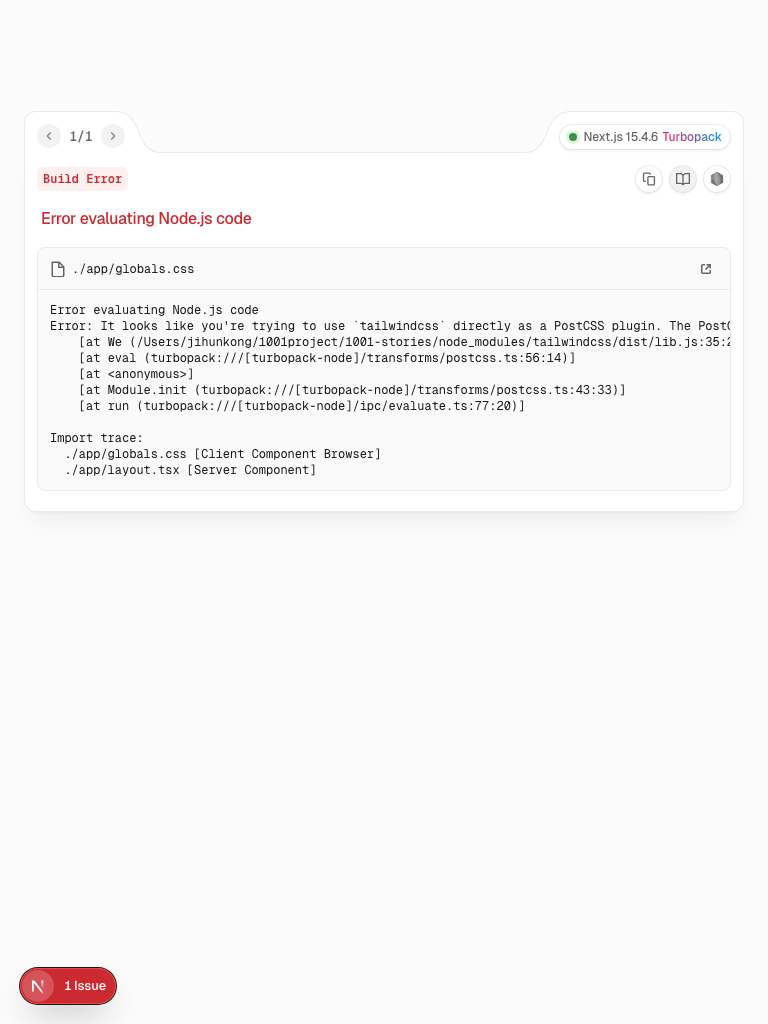 1/1
Next.js 15.4.6 Turbopack
Build Error
Error evaluating Node.js code
./app/globals.css
Error evaluating Node.js code
Error: It looks like you're trying to use `tailwindcss` directly as a PostCSS plugin. The Post
[at We (/Users/jihunkong/1001project/1001-stories/node_modules/tailwindcss/dist/lib.js:35:2
[at eval (turbopack:///[turbopack-node]/transforms/postcss.ts:56:14)]
[at <anonymous>]
[at Module.init (turbopack:///[turbopack-node]/transforms/postcss.ts:43:33)]
[at run (turbopack:///[turbopack-node]/ipc/evaluate.ts:77:20)]
Import trace:
./app/globals.css [Client Component Browser]
./app/layout.tsx [Server Component]
N 1 Issue